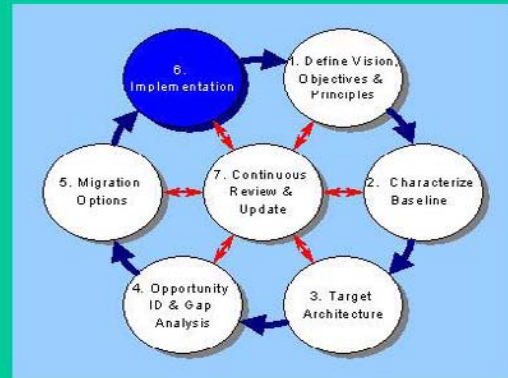 1. Define Vision,
Objectives &
Principles
2. Characterize
Baseline
3. Target
Architecture
4. Opportunity
ID & Gap
Analysis
5. Migration
Options
6.
Implementation
7. Continuous
Review &
Update